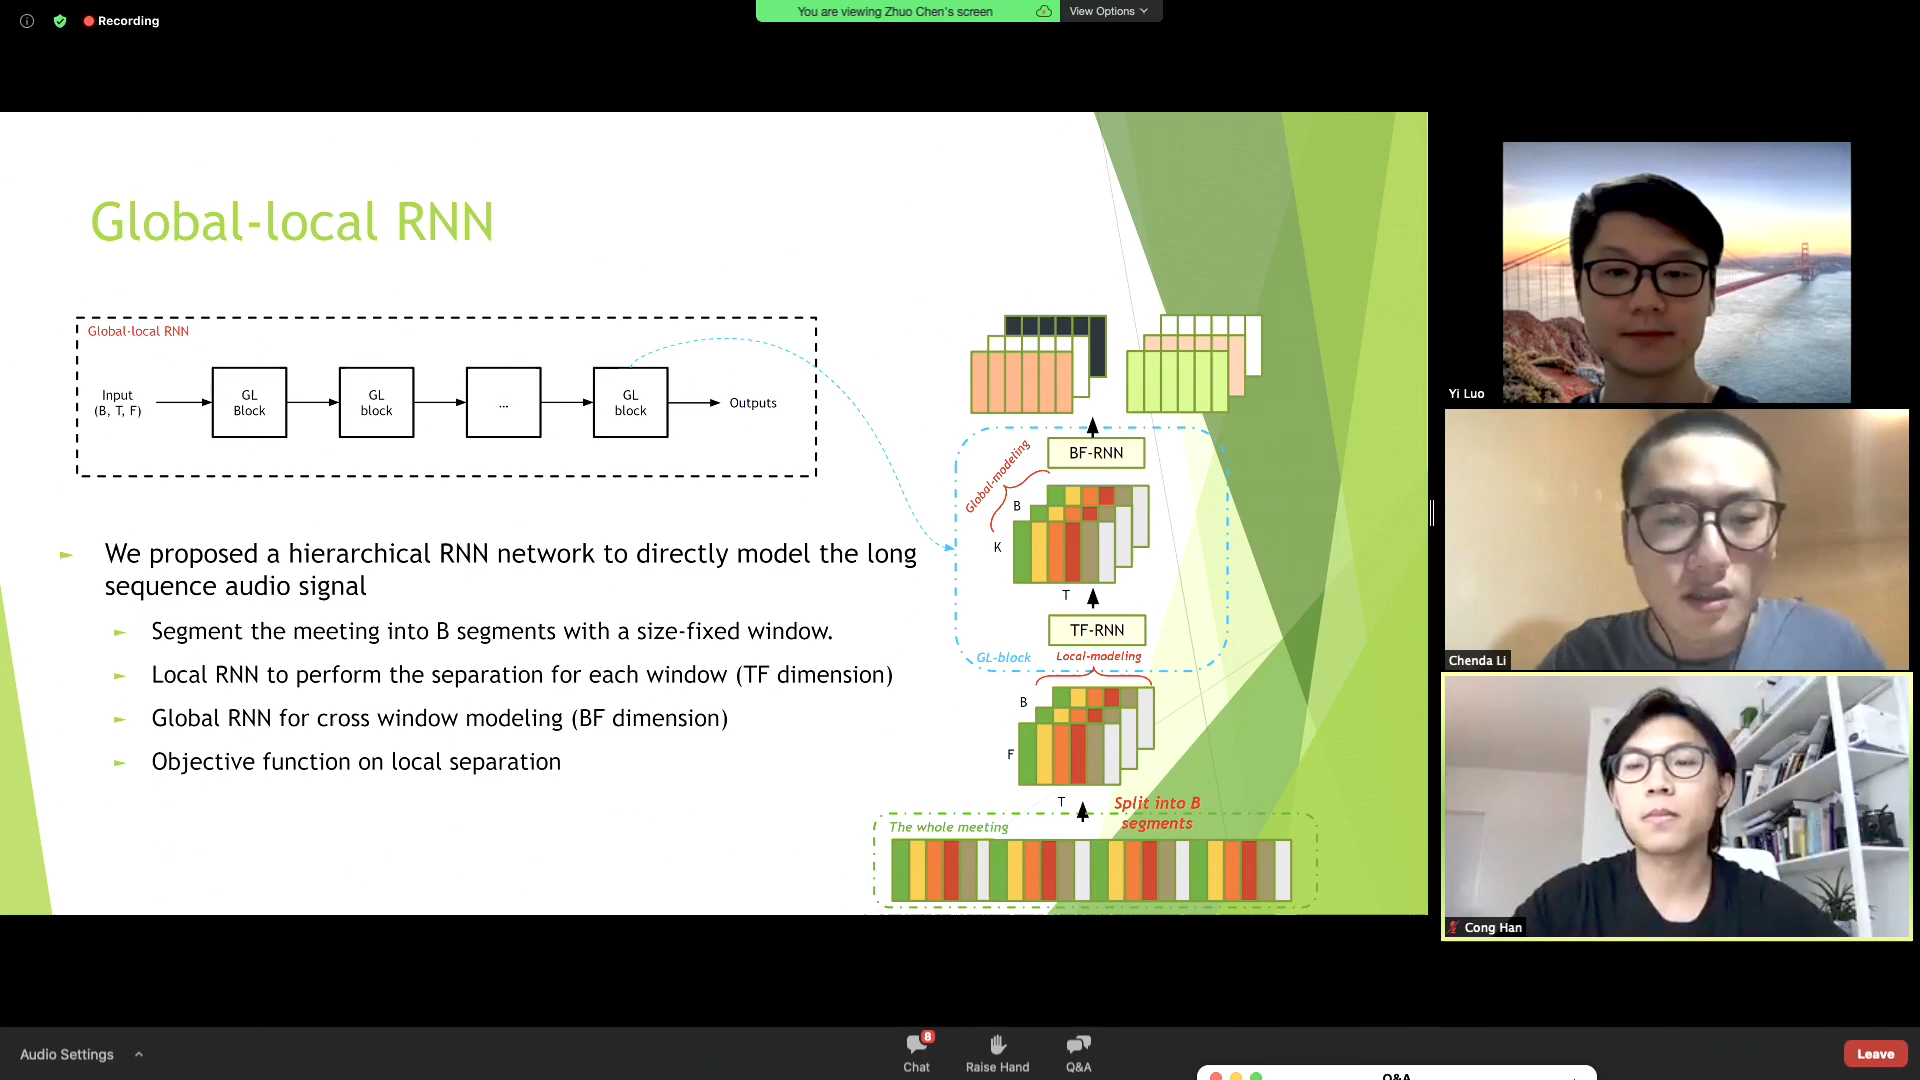 Recording
You are viewing Zhuo Chen's screen
View Options
Global-local RNN
Global-local RNN
Input
(B, T, F)
GL
Block
GL
block
...
GL
block
Outputs
We proposed a hierarchical RNN network to directly model the long
sequence audio signal
Segment the meeting into B segments with a size-fixed window.
Local RNN to perform the separation for each window (TF dimension)
Global RNN for cross window modeling (BF dimension)
Objective function on local separation
BF-RNN
Global-modeling
B
K
T
TF-RNN
GL-block
Local-modeling
B
F
T
Split into B
segments
The whole meeting
Yi Luo
Chenda Li
Cong Han
Audio Settings
8
Chat
Raise Hand
Q&A
Leave
Q&A